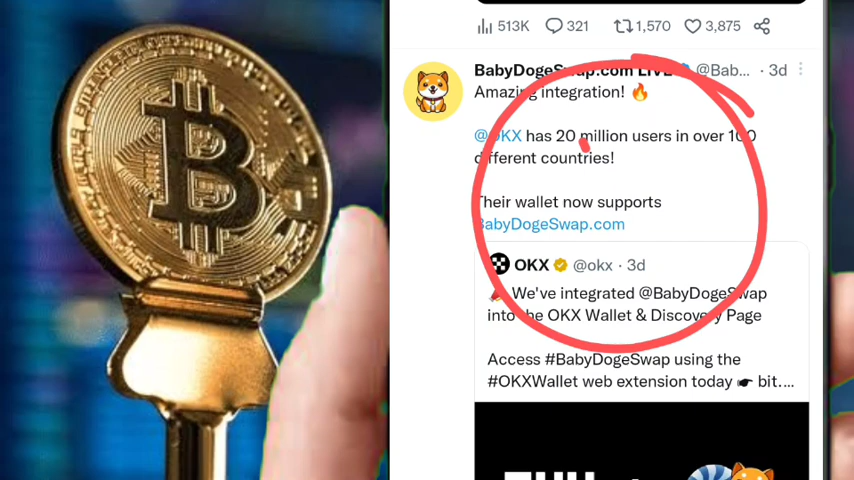 513K 321 1,570 3,875
BabyDogeSwap.com LIVE @Bab... · 3d
Amazing integration! 🔥
@OKX has 20 million users in over 100
different countries!
Their wallet now supports
BabyDogeSwap.com
OKX @okx · 3d
We've integrated @BabyDogeSwap
into the OKX Wallet & Discovery Page
Access #BabyDogeSwap using the
#OKXWallet web extension today 👉 bit....